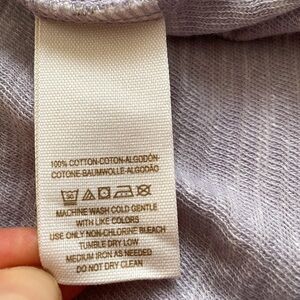 100% COTTON-COTON-ALGODÓN-
COTONE-BAUMWOLLE-ALGODÃO
MACHINE WASH COLD GENTLE
WITH LIKE COLORS
USE ONLY NON-CHLORINE BLEACH
TUMBLE DRY LOW
MEDIUM IRON AS NEEDED
DO NOT DRY CLEAN